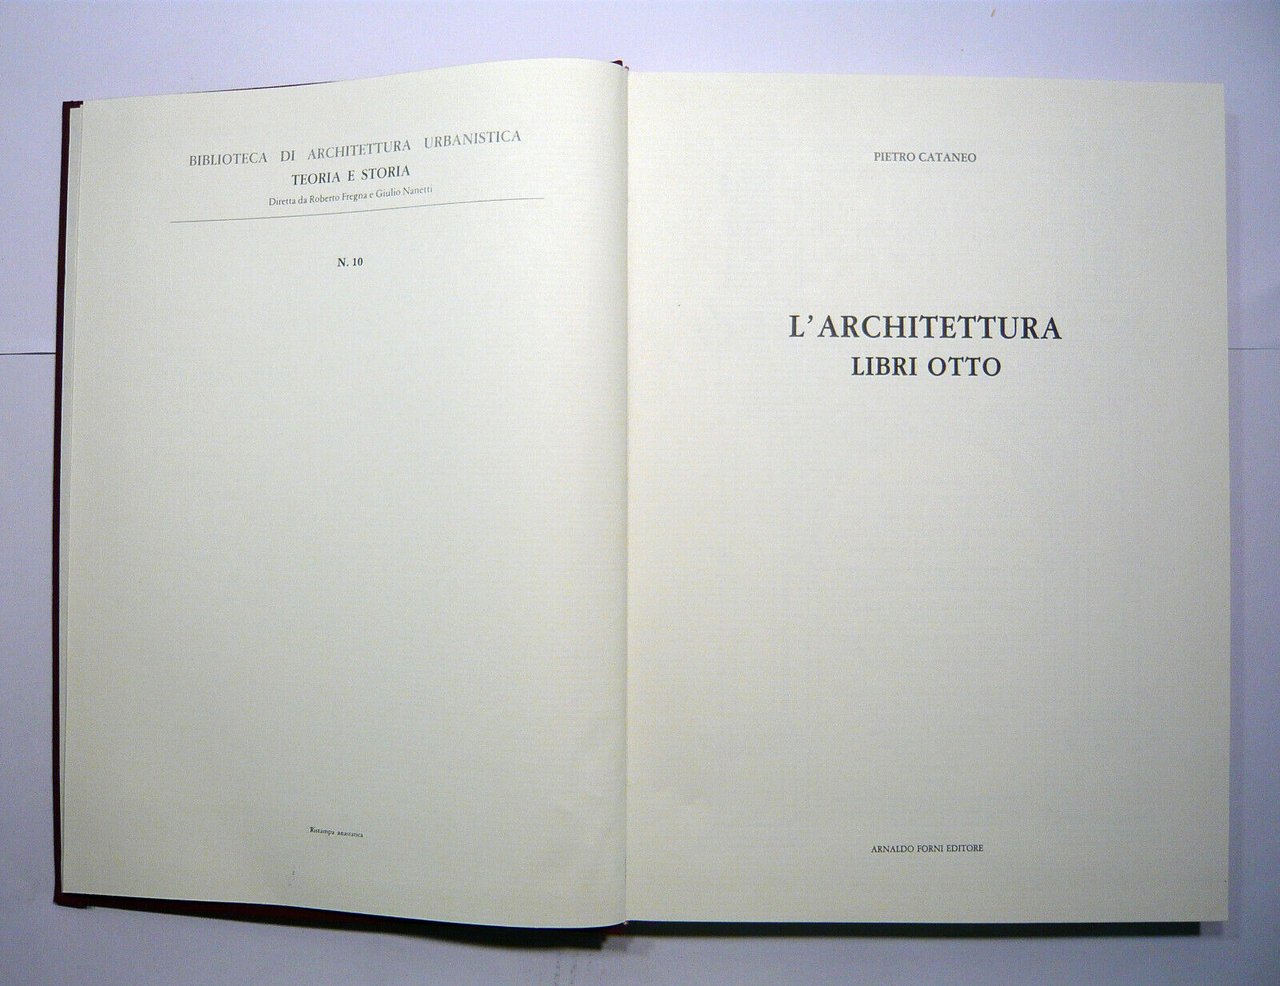 BIBLIOTECA DI ARCHITETTURA URBANISTICA
TEORIA E STORIA
Diretta da Roberto Fregna e Giulio Nanetti
N. 10
Ristampa anastatica
PIETRO CATANEO
L'ARCHITETTURA
LIBRI OTTO
ARNALDO FORNI EDITORE